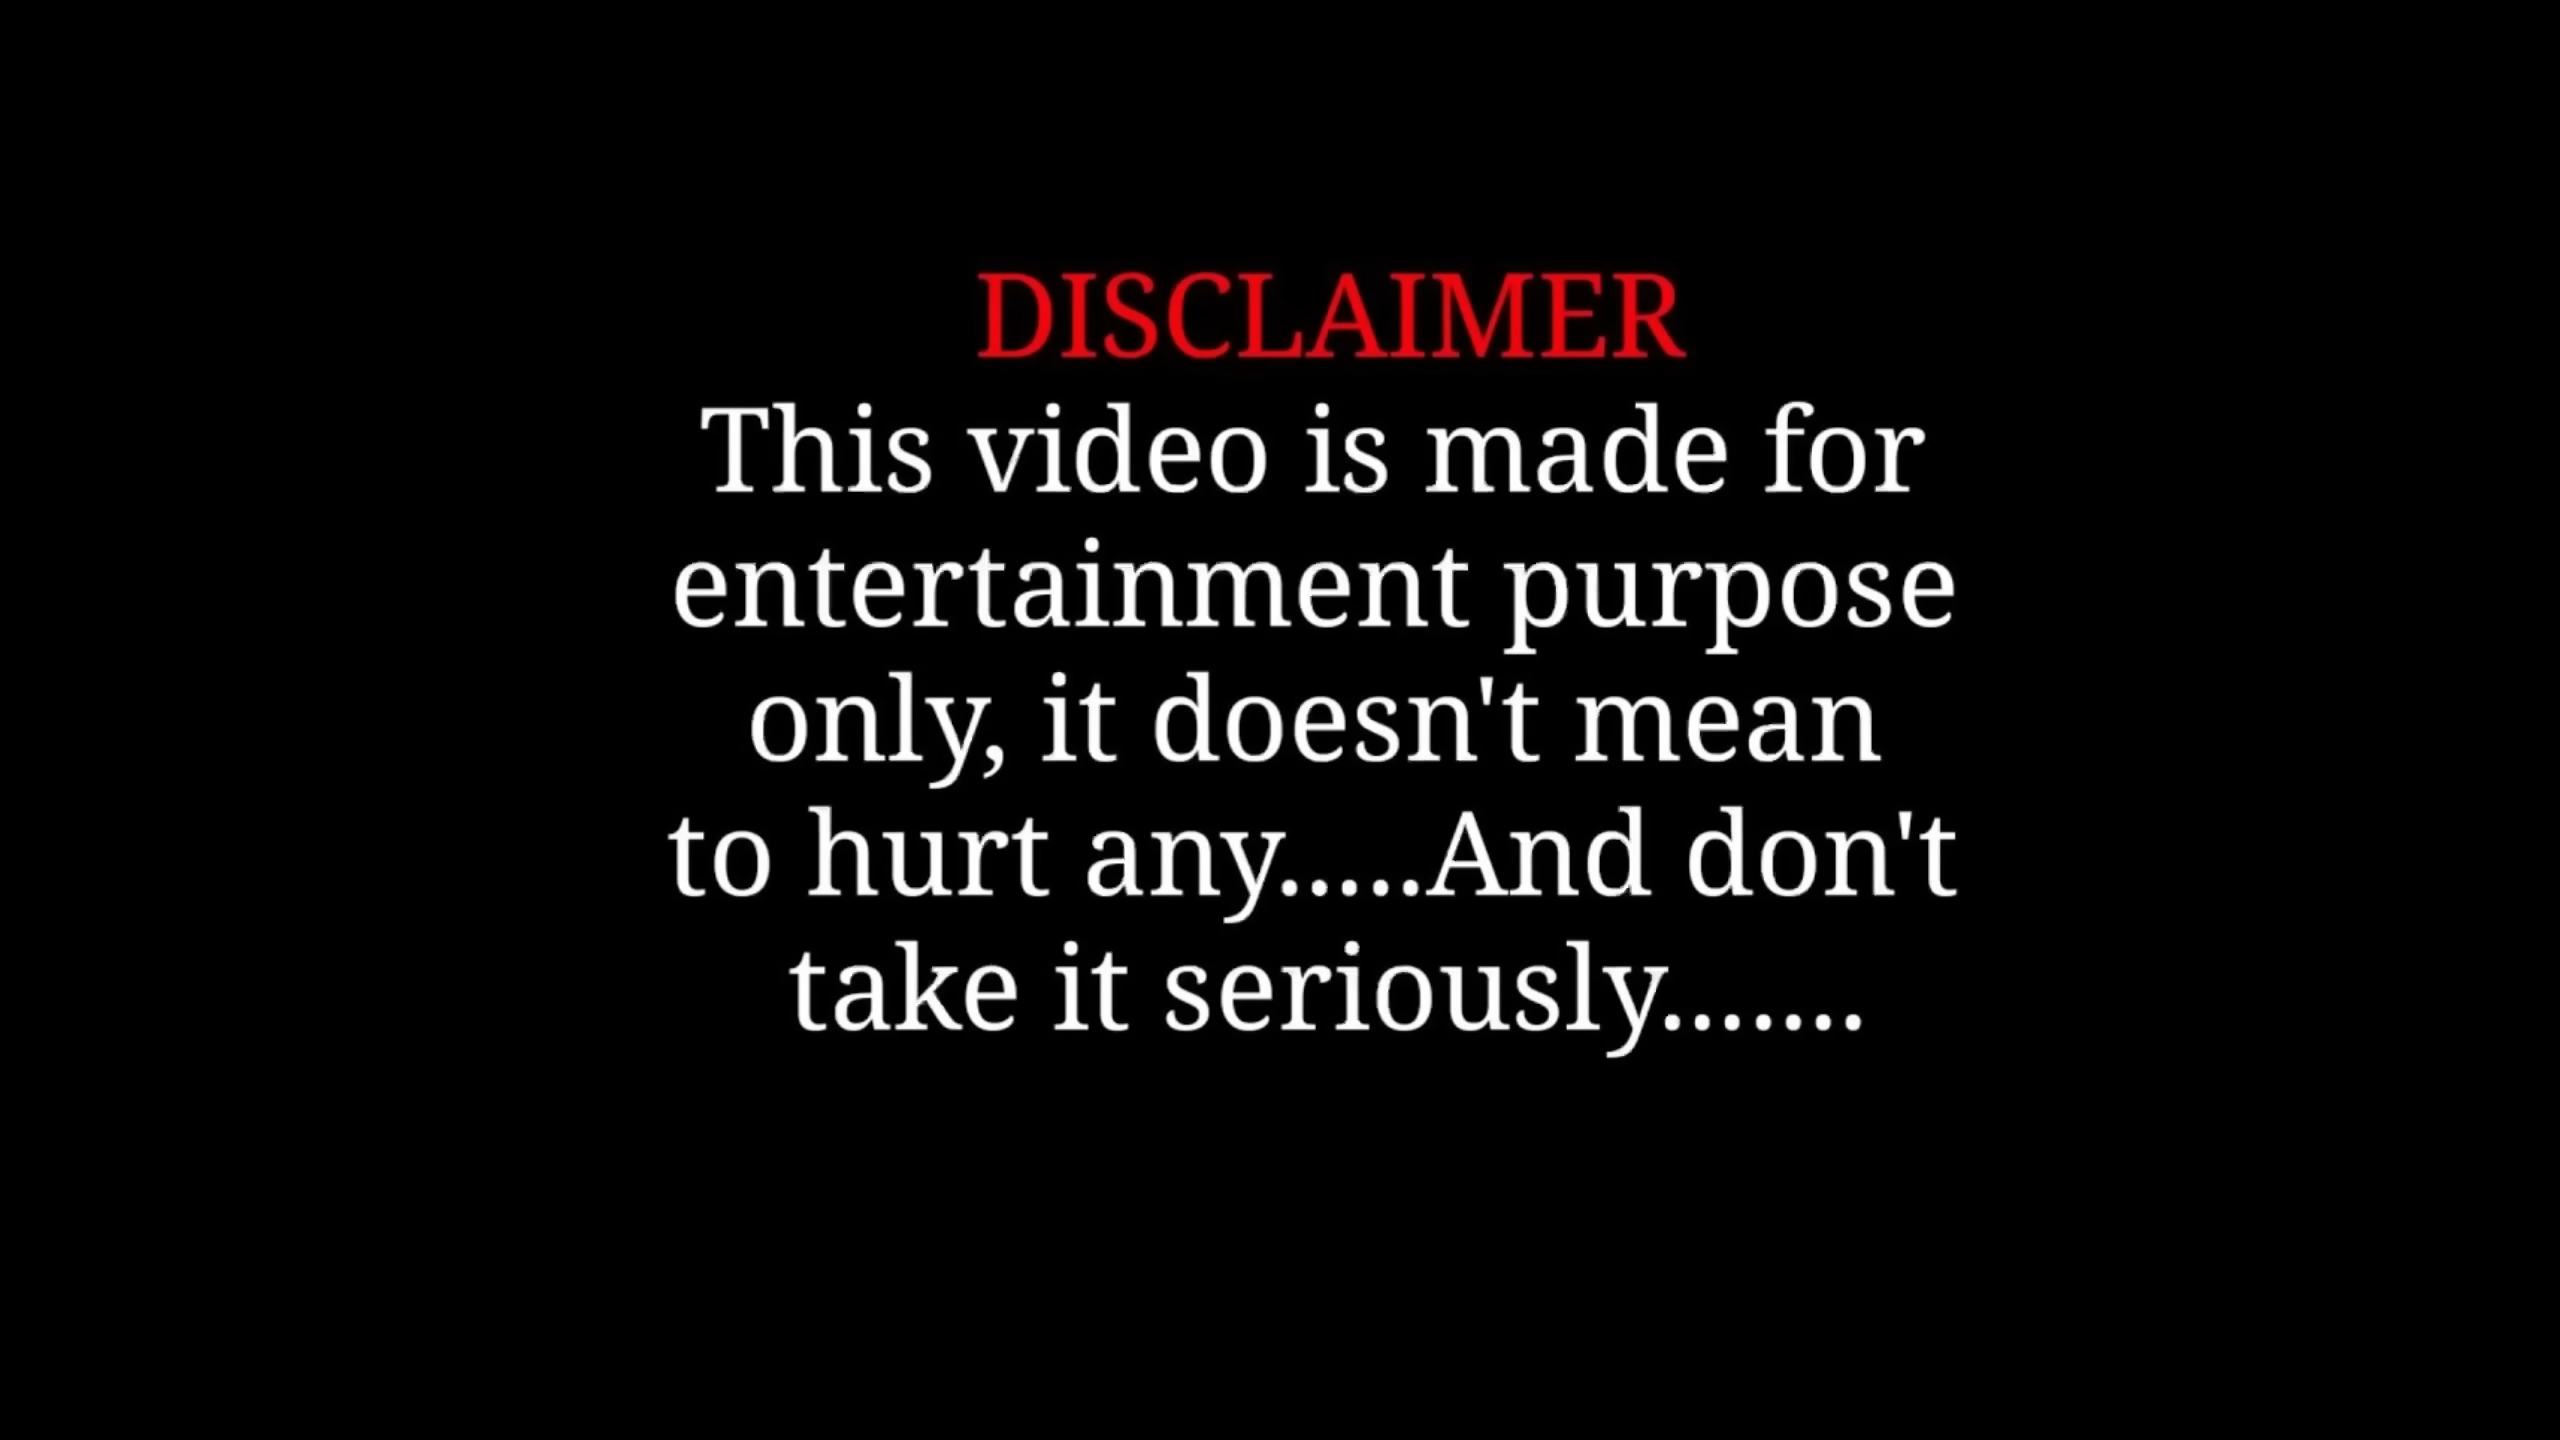 DISCLAIMER
This video is made for
entertainment purpose
only, it doesn't mean
to hurt any.....And don't
take it seriously.......